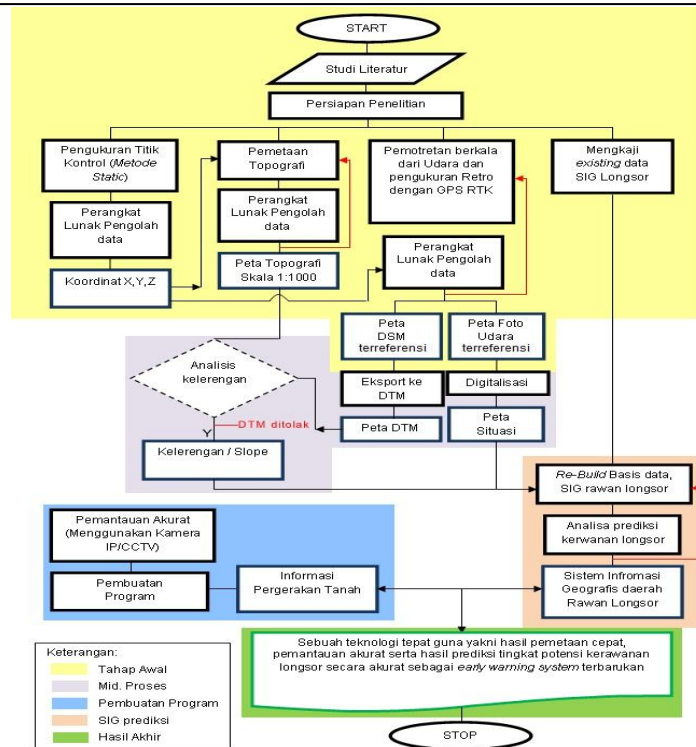 START
Studi Literatur
Persiapan Penelitian
Pengukuran Titik
Kontrol (Metode
Static)
Pemetaan
Topografi
Pemotretan berkala
dari Udara dan
pengukuran Retro
dengan GPS RTK
Mengkaji
existing data
SIG Longsor
Perangkat
Lunak Pengolah
data
Perangkat
Lunak Pengolah
data
Perangkat
Lunak Pengolah
data
Koordinat X,Y,Z
Peta Topografi
Skala 1:1000
Peta
DSM
terreferensi
Peta Foto
Udara
terreferensi
Analisis
kelerengan
Eksport ke
DTM
Digitalisasi
Y
DTM ditolak
Peta DTM
Peta
Situasi
Kelerengan / Slope
Re-Build Basis data,
SIG rawan longsor
Pemantauan Akurat
(Menggunakan Kamera
IP/CCTV)
Analisa prediksi
kerwanan longsor
Pembuatan
Program
Informasi
Pergerakan Tanah
Sistem Infromasi
Geografis daerah
Rawan Longsor
Sebuah teknologi tepat guna yakni hasil pemetaan cepat,
pemantauan akurat serta hasil prediksi tingkat potensi kerawanan
longsor secara akurat sebagai early warning system terbarukan
STOP
Keterangan:
Tahap Awal
Mid. Proses
Pembuatan Program
SIG prediksi
Hasil Akhir